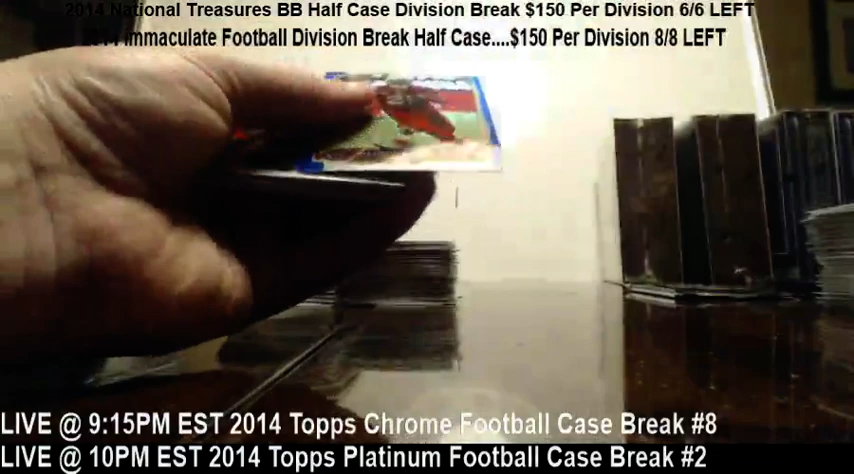 2014 National Treasures BB Half Case Division Break $150 Per Division 6/6 LEFT
2014 Immaculate Football Division Break Half Case....$150 Per Division 8/8 LEFT
LIVE @ 9:15PM EST 2014 Topps Chrome Football Case Break #8
LIVE @ 10PM EST 2014 Topps Platinum Football Case Break #2